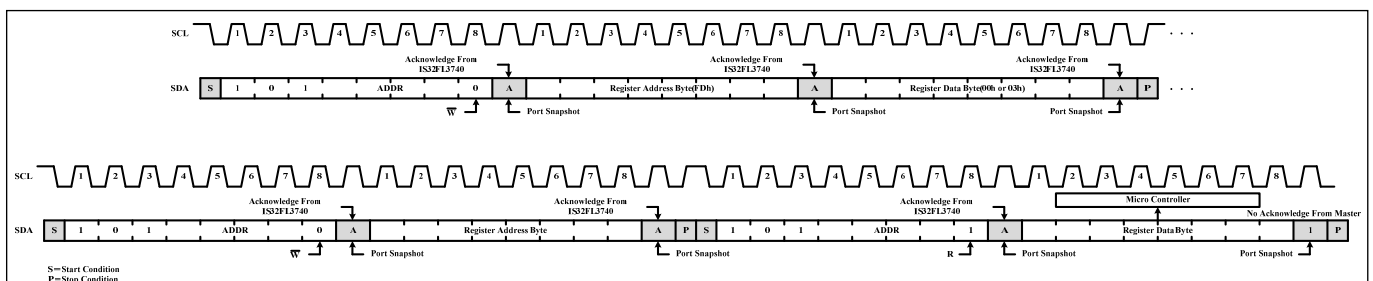 SCL 1 2 3 4 5 6 7 8 1 2 3 4 5 6 7 8 1 2 3 4 5 6 7 8 . . .
Acknowledge From Acknowledge From Acknowledge From
IS32FL3740 IS32FL3740 IS32FL3740
SDA S 1 0 1 ADDR 0 A Register Address Byte(FDh) A Register Data Byte(00h or 03h) A P . . .
W Port Snapshot Port Snapshot Port Snapshot
SCL 1 2 3 4 5 6 7 8 1 2 3 4 5 6 7 8 1 2 3 4 5 6 7 8 1 2 3 4 5 6 7 8
Micro Controller
Acknowledge From Acknowledge From Acknowledge From
IS32FL3740 IS32FL3740 IS32FL3740
No Acknowledge From Master
SDA S 1 0 1 ADDR 0 A Register Address Byte A P S 1 0 1 ADDR 1 A Register Data Byte 1 P
W Port Snapshot Port Snapshot R Port Snapshot Port Snapshot
S=Start Condition
P=Stop Condition